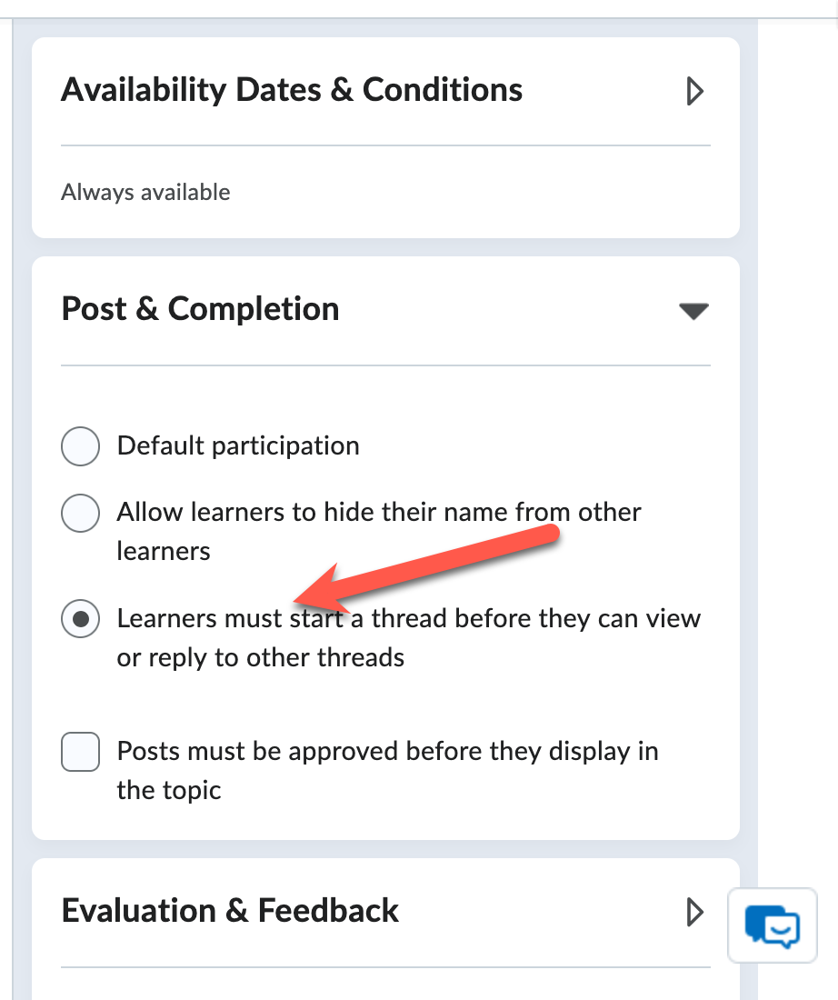 Availability Dates & Conditions
Always available
Post & Completion
Default participation
Allow learners to hide their name from other
learners
Learners must start a thread before they can view
or reply to other threads
Posts must be approved before they display in
the topic
Evaluation & Feedback